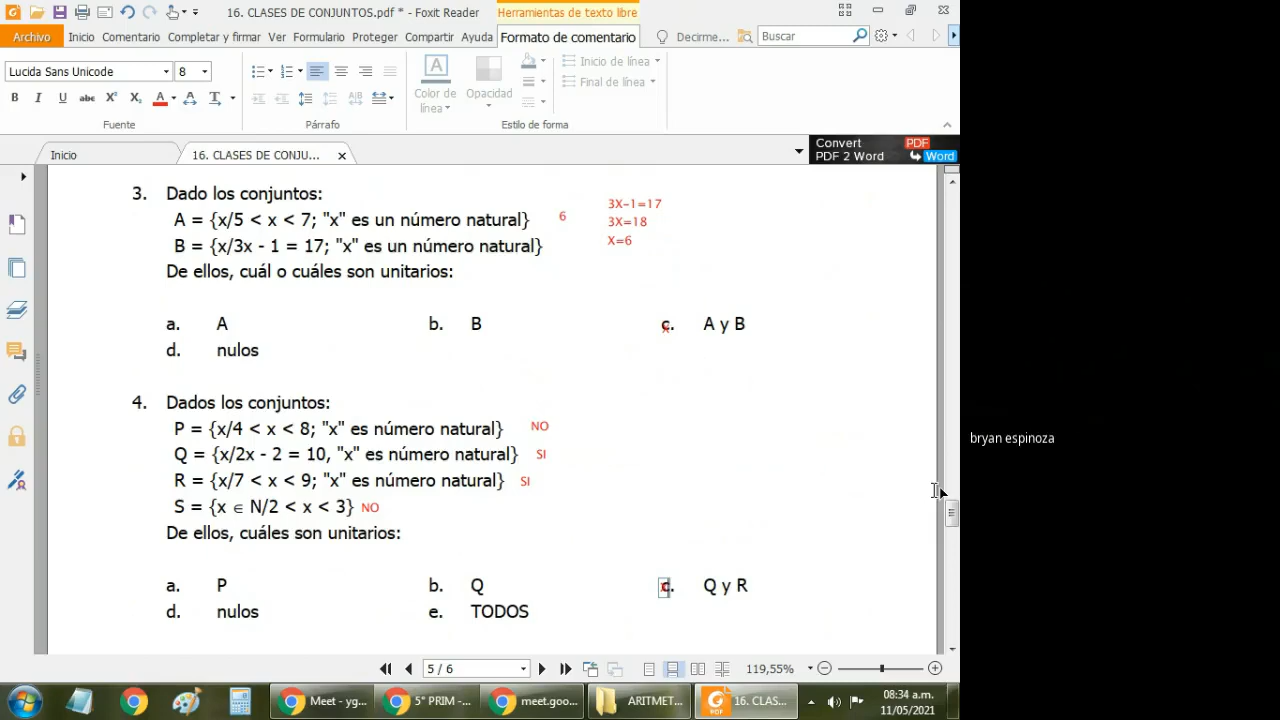 16. CLASES DE CONJUNTOS.pdf * - Foxit Reader
Herramientas de texto libre
Archivo Inicio Comentario Completar y firmar Ver Formulario Proteger Compartir Ayuda Formato de comentario Decirme... Buscar
Lucida Sans Unicode 8
Color de línea
Opacidad
Inicio de línea
Final de línea
Fuente Párrafo Estilo de forma
Inicio 16. CLASES DE CONJU...
Convert PDF
PDF 2 Word Word
3. Dado los conjuntos:
A = {x/5 < x < 7; "x" es un número natural} 6
B = {x/3x - 1 = 17; "x" es un número natural}
3X-1=17
3X=18
X=6
De ellos, cuál o cuáles son unitarios:
a. A b. B c. A y B
d. nulos
4. Dados los conjuntos:
P = {x/4 < x < 8; "x" es número natural} NO
Q = {x/2x - 2 = 10, "x" es número natural} SI
R = {x/7 < x < 9; "x" es número natural} SI
S = {x ∈ N/2 < x < 3} NO
De ellos, cuáles son unitarios:
a. P b. Q c. Q y R
d. nulos e. TODOS
bryan espinoza
5 / 6 119,55%
Meet - yg... 5° PRIM -... meet.goo... ARITMET... 16. CLAS...
08:34 a.m.
11/05/2021